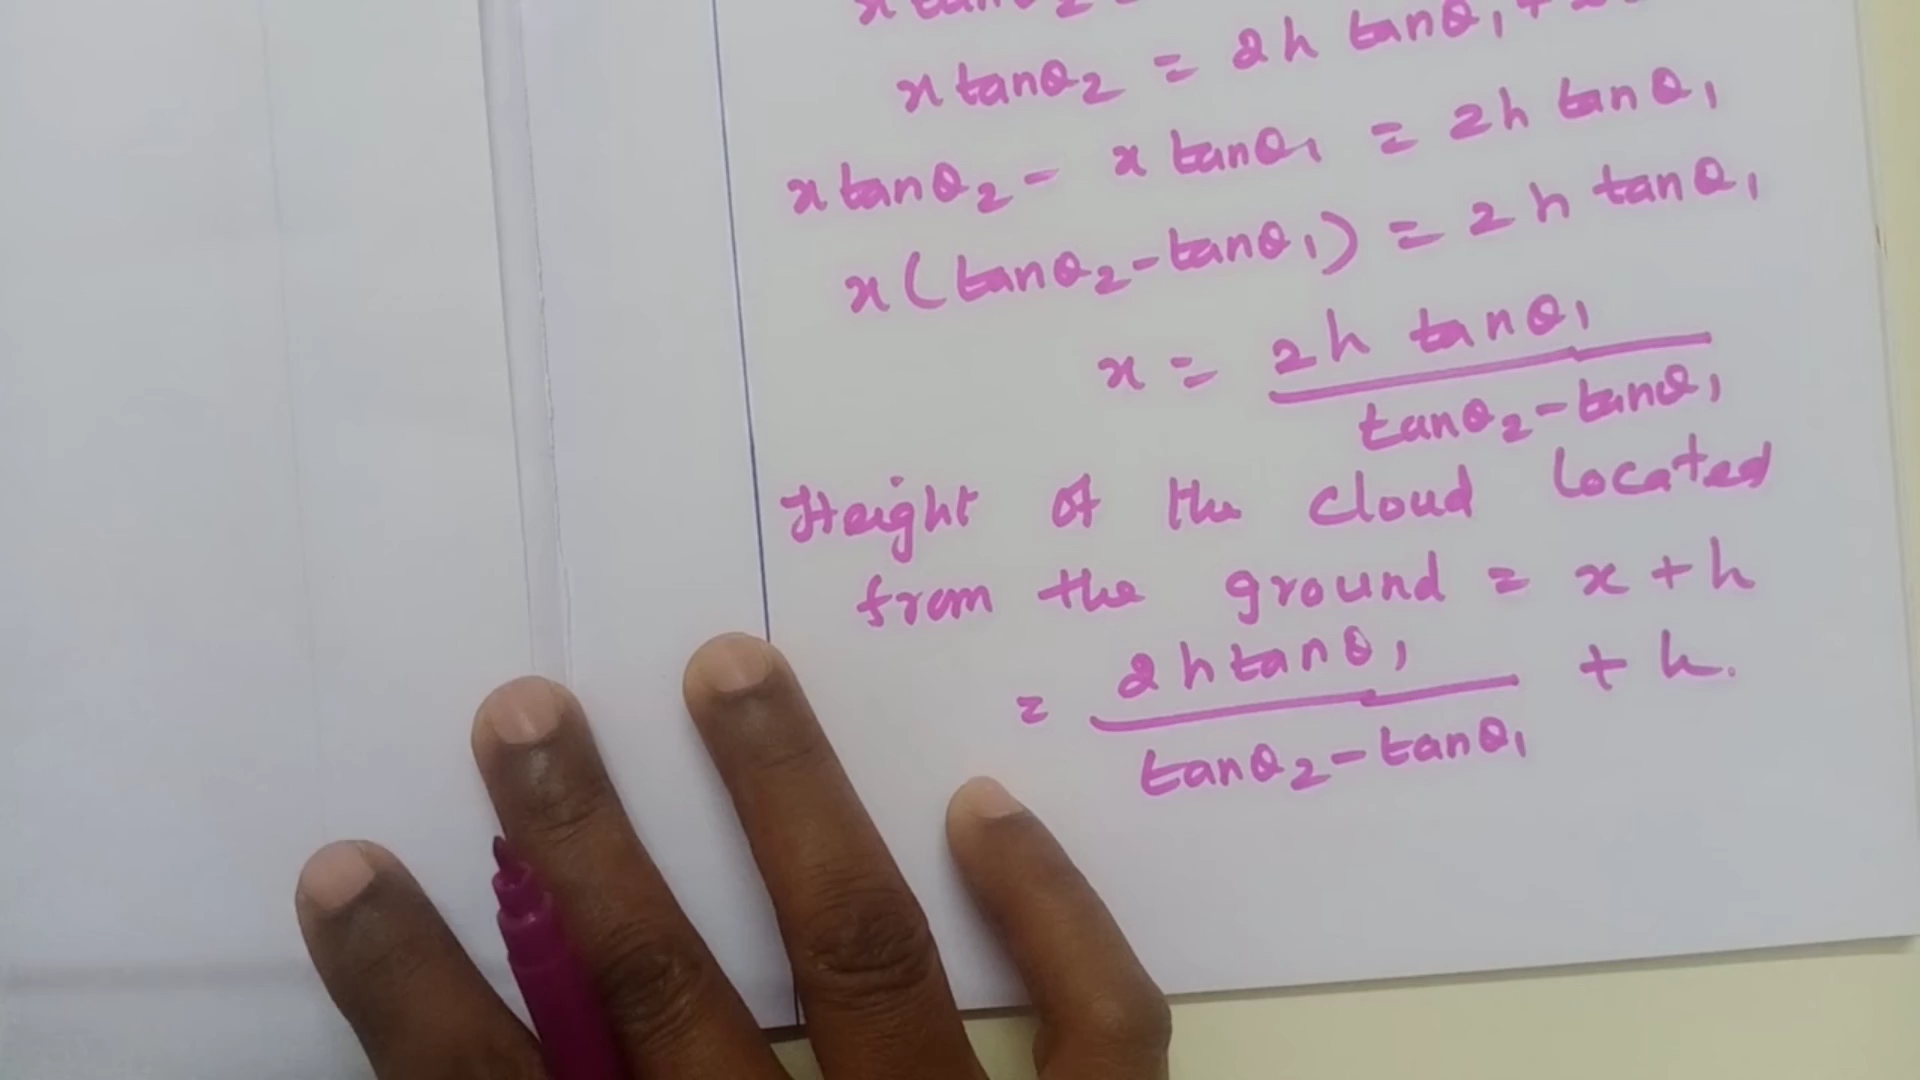 x tanθ2
x tanθ2 = 2h tanθ1 +
x tanθ2 - x tanθ1 = 2h tanθ1
x(tanθ2 - tanθ1) = 2h tanθ1
x = 2h tanθ1
tanθ2 - tanθ1
Height of the cloud located
from the ground = x + h
= 2h tanθ1 + h.
tanθ2 - tanθ1